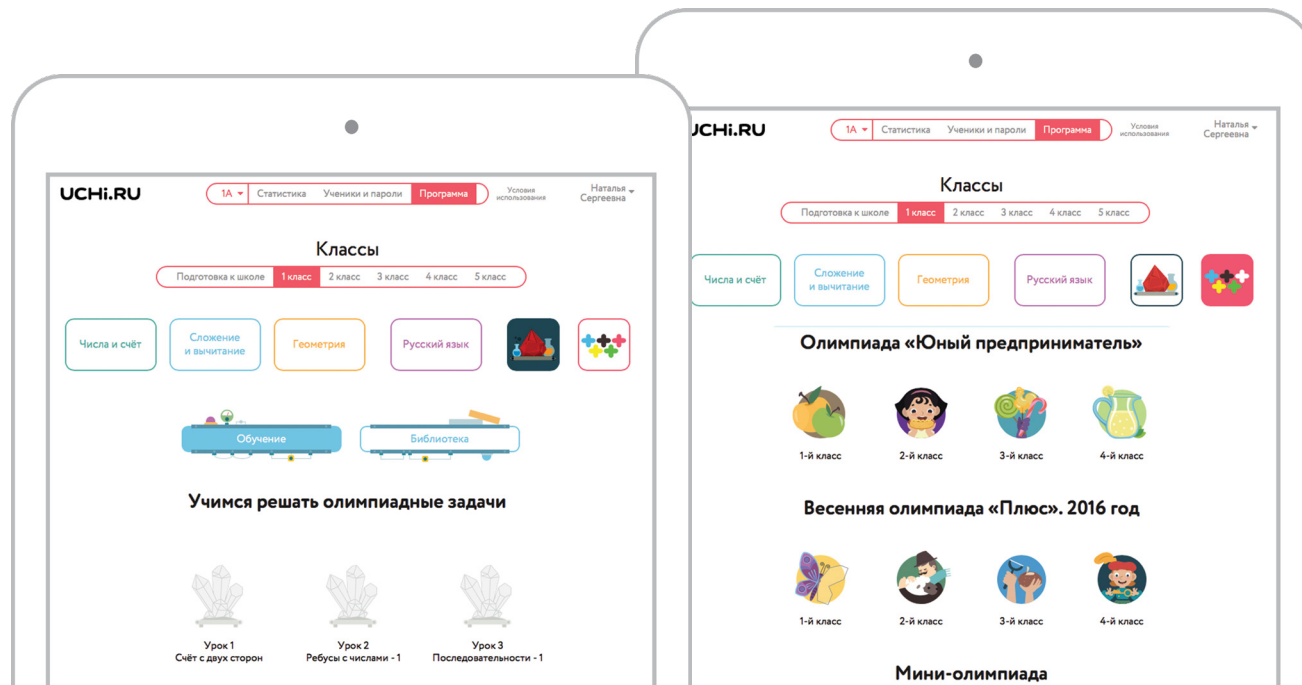 UCHi.RU
1А
Статистика
Ученики и пароли
Программа
Условия
использования
Наталья
Сергеевна
Классы
Подготовка к школе
1 класс
2 класс
3 класс
4 класс
5 класс
Числа и счёт
Сложение
и вычитание
Геометрия
Русский язык
Обучение
Библиотека
Учимся решать олимпиадные задачи
Урок 1
Счёт с двух сторон
Урок 2
Ребусы с числами - 1
Урок 3
Последовательности - 1
UCHi.RU
1А
Статистика
Ученики и пароли
Программа
Условия
использования
Наталья
Сергеевна
Классы
Подготовка к школе
1 класс
2 класс
3 класс
4 класс
5 класс
Числа и счёт
Сложение
и вычитание
Геометрия
Русский язык
Олимпиада «Юный предприниматель»
1-й класс
2-й класс
3-й класс
4-й класс
Весенняя олимпиада «Плюс». 2016 год
1-й класс
2-й класс
3-й класс
4-й класс
Мини-олимпиада